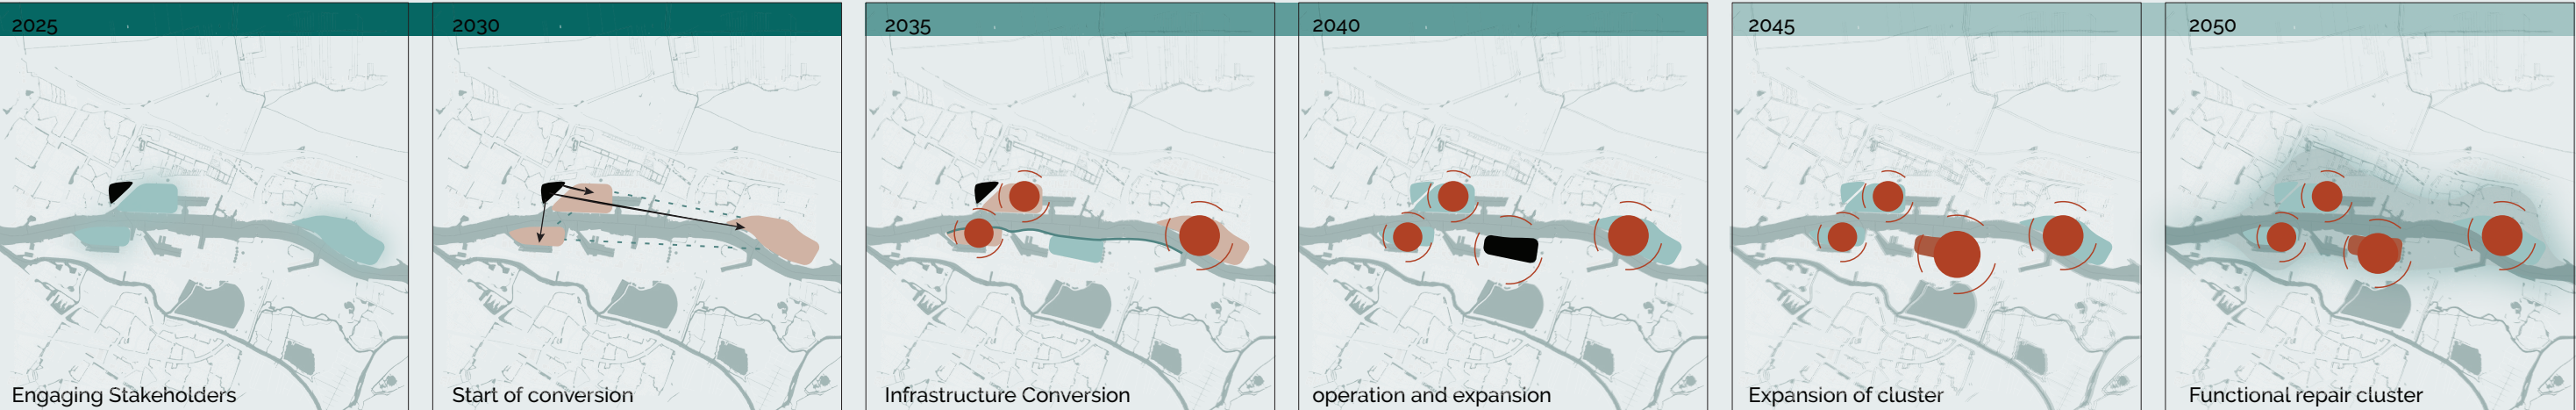 2025
2030
2035
2040
2045
2050
Engaging Stakeholders
Start of conversion
Infrastructure Conversion
operation and expansion
Expansion of cluster
Functional repair cluster